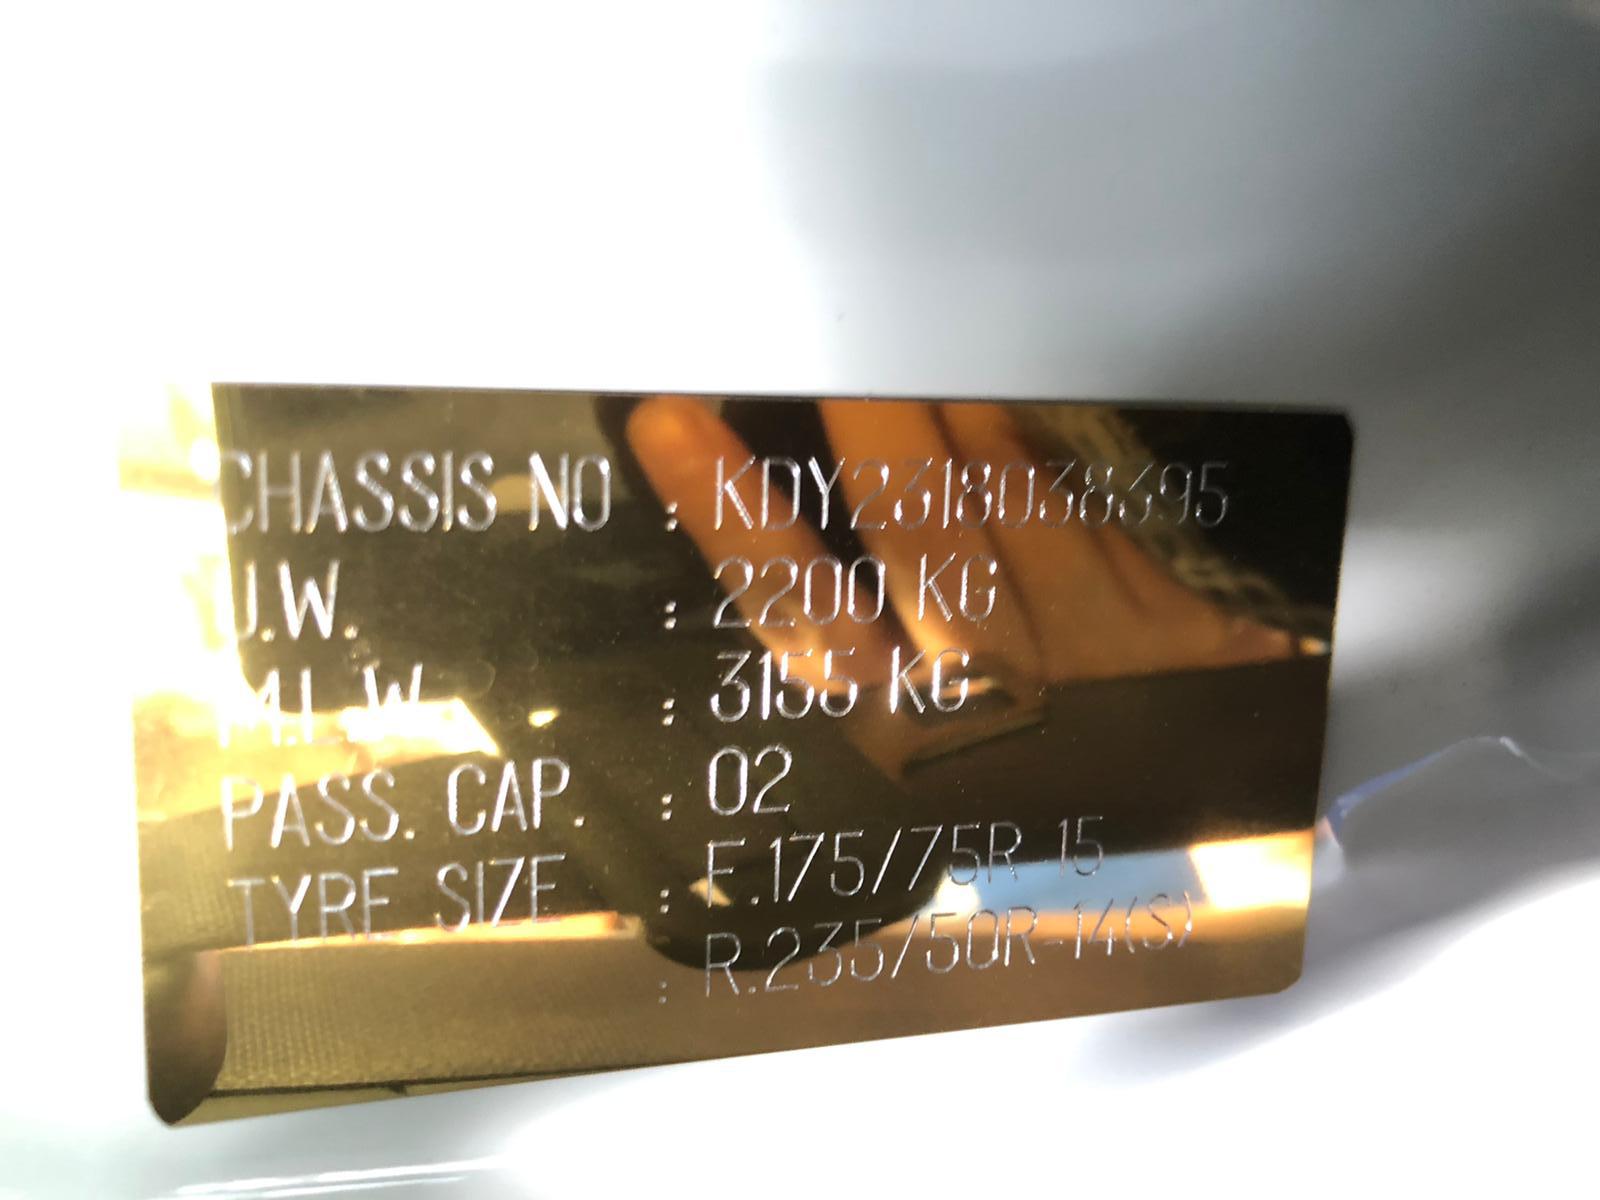 CHASSIS NO : KDY2318038395
U.W. : 2200 KG
M.L.W. : 3155 KG
PASS. CAP. : 02
TYRE SIZE : F.175/75R-15
: R.235/50R-14(S)